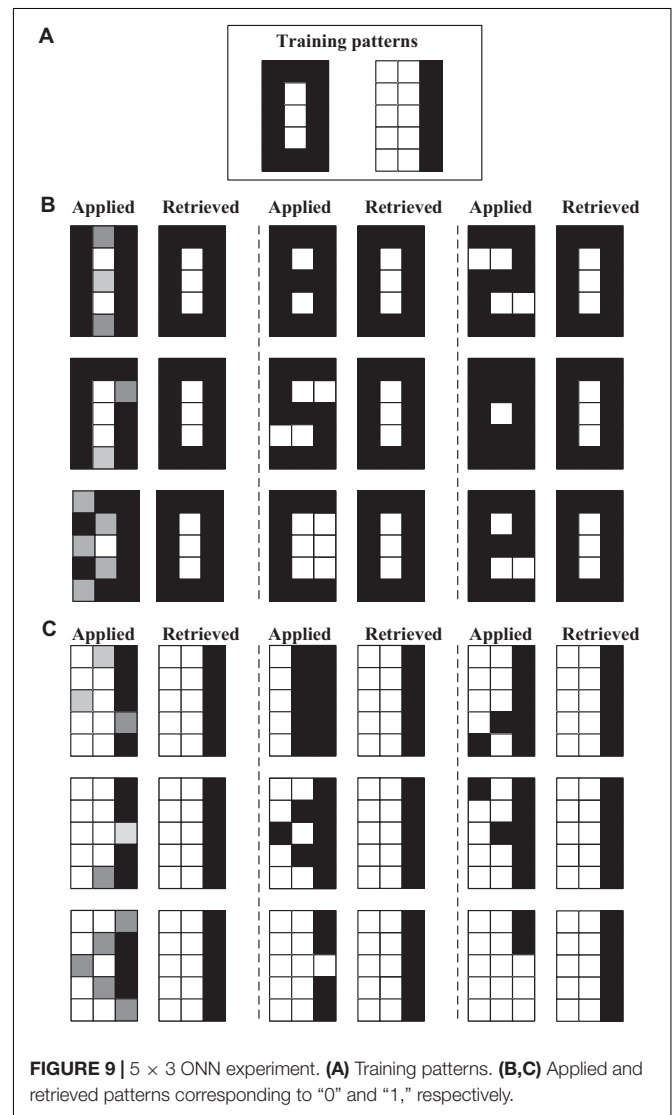 A
Training patterns
B
Applied Retrieved Applied Retrieved Applied Retrieved
C
Applied Retrieved Applied Retrieved Applied Retrieved
FIGURE 9 | 5 × 3 ONN experiment. (A) Training patterns. (B,C) Applied and
retrieved patterns corresponding to “0” and “1,” respectively.